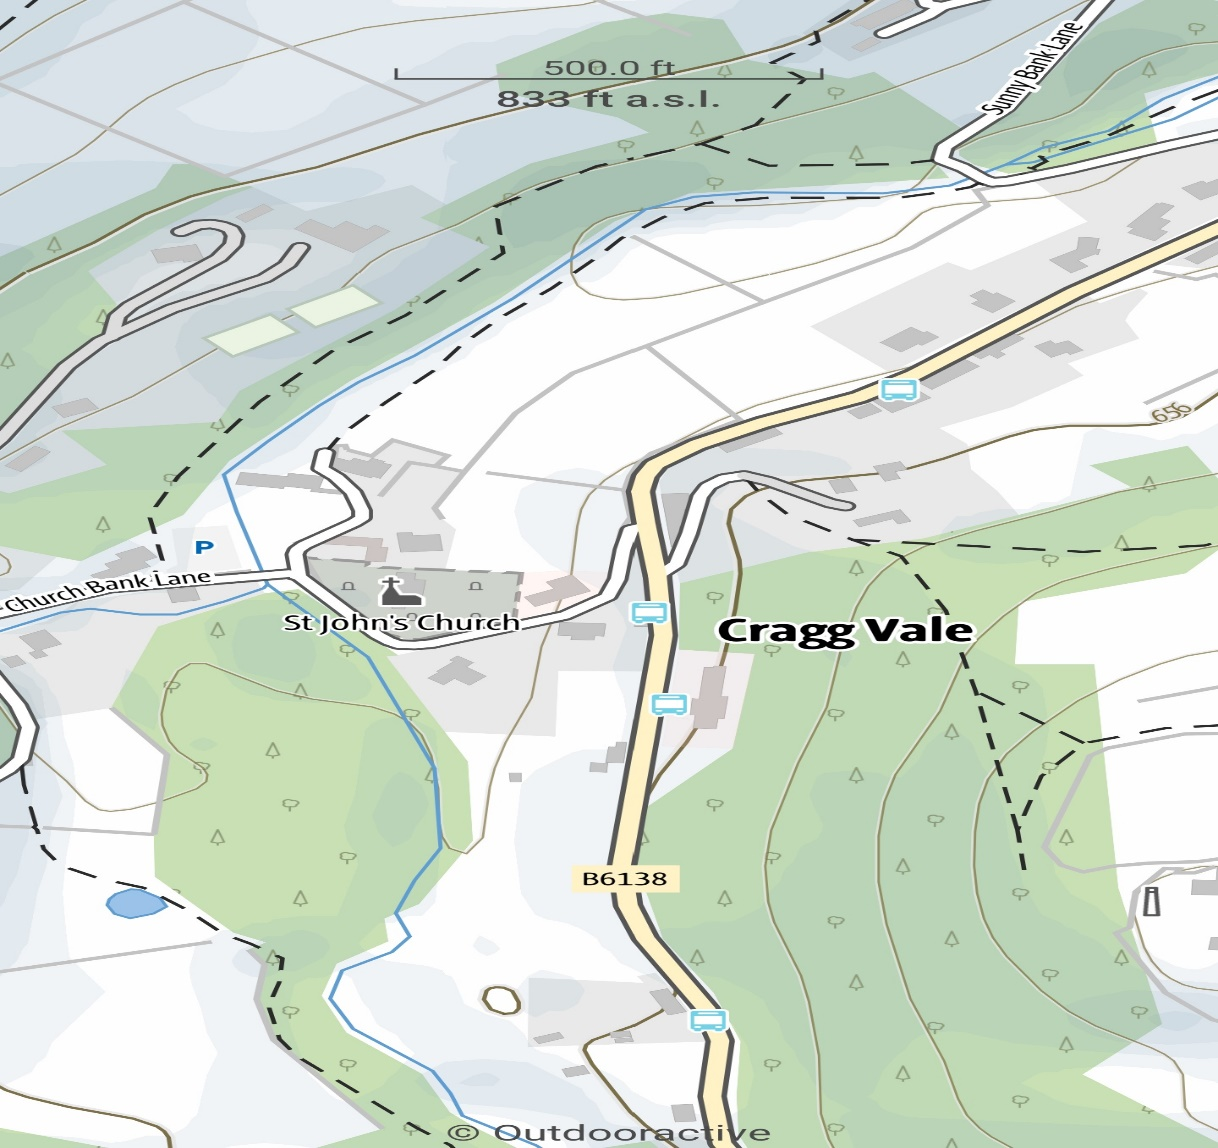 Sunny Bank Lane
500.0 ft
833 ft a.s.l.
656
P
Church Bank Lane
St John's Church
Cragg Vale
B6138
© Outdooractive